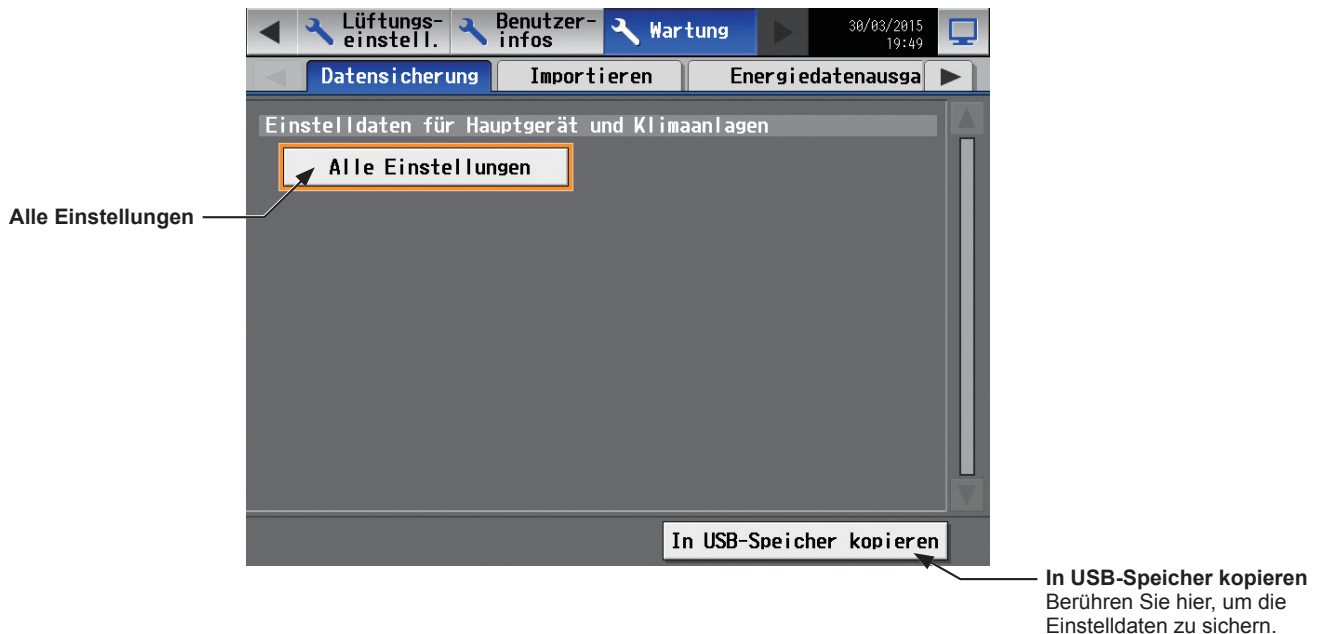 Lüftungs-
einstell.
Benutzer-
infos
Wartung
30/03/2015
19:49
Datensicherung
Importieren
Energiedatenausga
Einstelldaten für Hauptgerät und Klimaanlagen
Alle Einstellungen
Alle Einstellungen
In USB-Speicher kopieren
In USB-Speicher kopieren
Berühren Sie hier, um die
Einstelldaten zu sichern.